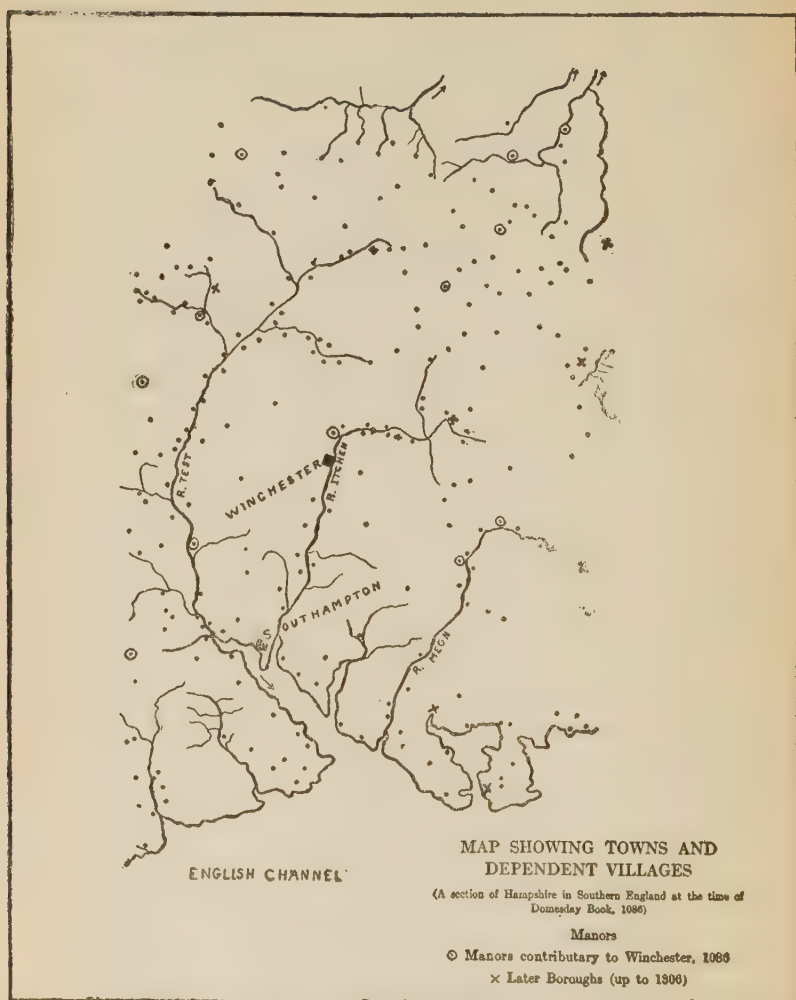 R. TEST
WINCHESTER
R. ITCHEN
SOUTHAMPTON
R. MEON
ENGLISH CHANNEL
MAP SHOWING TOWNS AND
DEPENDENT VILLAGES
(A section of Hampshire in Southern England at the time of
Domesday Book, 1086)
Manors
⊙ Manors contributary to Winchester, 1086
× Later Boroughs (up to 1306)